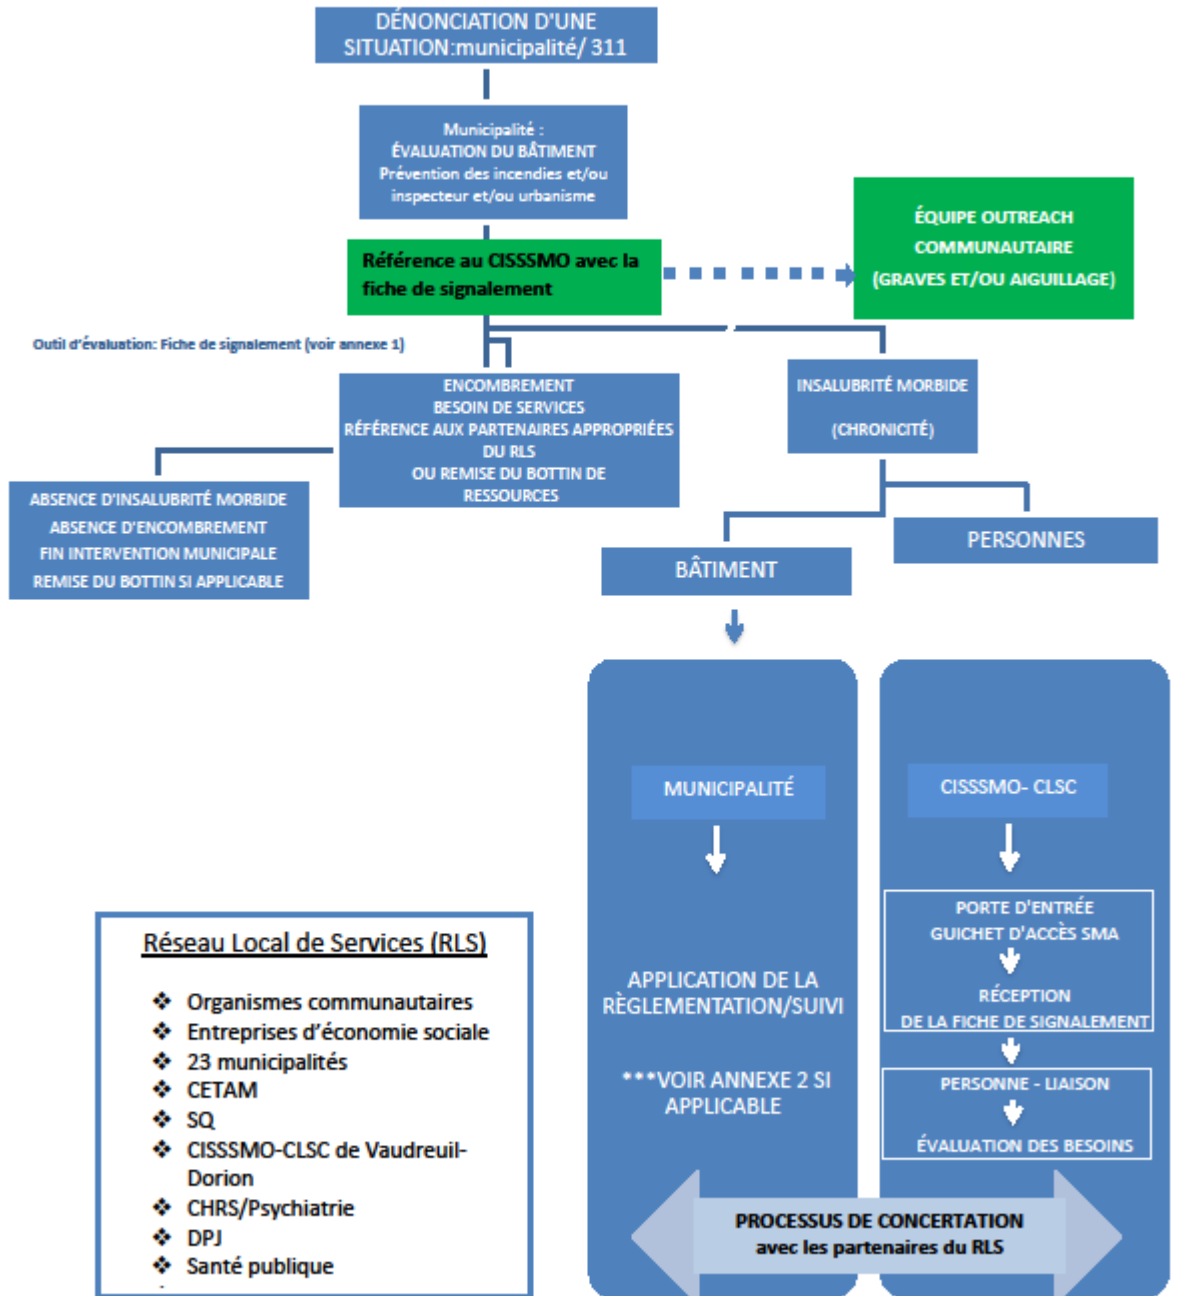 DÉNONCIATION D'UNE
SITUATION:municipalité/ 311
Municipalité :
ÉVALUATION DU BÂTIMENT
Prévention des incendies et/ou
inspecteur et/ou urbanisme
Référence au CISSSMO avec la
fiche de signalement
ÉQUIPE OUTREACH
COMMUNAUTAIRE
(GRAVES ET/OU AIGUILLAGE)
Outil d'évaluation: Fiche de signalement (voir annexe 1)
ENCOMBREMENT
BESOIN DE SERVICES
RÉFÉRENCE AUX PARTENAIRES APPROPRIÉES
DU RLS
OU REMISE DU BOTTIN DE
RESSOURCES
INSALUBRITÉ MORBIDE
(CHRONICITÉ)
ABSENCE D'INSALUBRITÉ MORBIDE
ABSENCE D'ENCOMBREMENT
FIN INTERVENTION MUNICIPALE
REMISE DU BOTTIN SI APPLICABLE
BÂTIMENT
PERSONNES
MUNICIPALITÉ
APPLICATION DE LA
RÈGLEMENTATION/SUIVI
***VOIR ANNEXE 2 SI
APPLICABLE
CISSSMO- CLSC
PORTE D'ENTRÉE
GUICHET D'ACCÈS SMA
RÉCEPTION
DE LA FICHE DE SIGNALEMENT
PERSONNE - LIAISON
ÉVALUATION DES BESOINS
PROCESSUS DE CONCERTATION
avec les partenaires du RLS
Réseau Local de Services (RLS)
❖ Organismes communautaires
❖ Entreprises d'économie sociale
❖ 23 municipalités
❖ CETAM
❖ SQ
❖ CISSSMO-CLSC de Vaudreuil-
Dorion
❖ CHRS/Psychiatrie
❖ DPJ
❖ Santé publique